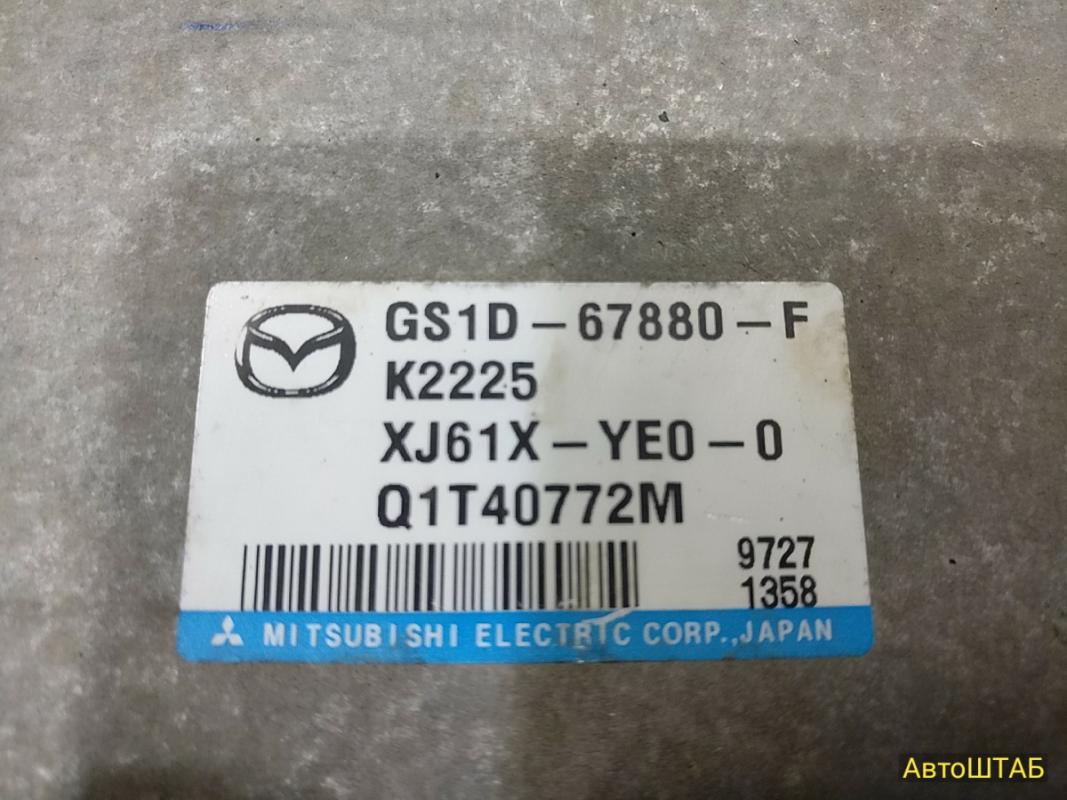 GS1D-67880-F
K2225
XJ61X-YE0-0
Q1T40772M
9727
1358
MITSUBISHI ELECTRIC CORP.,JAPAN
АвтоШТАБ